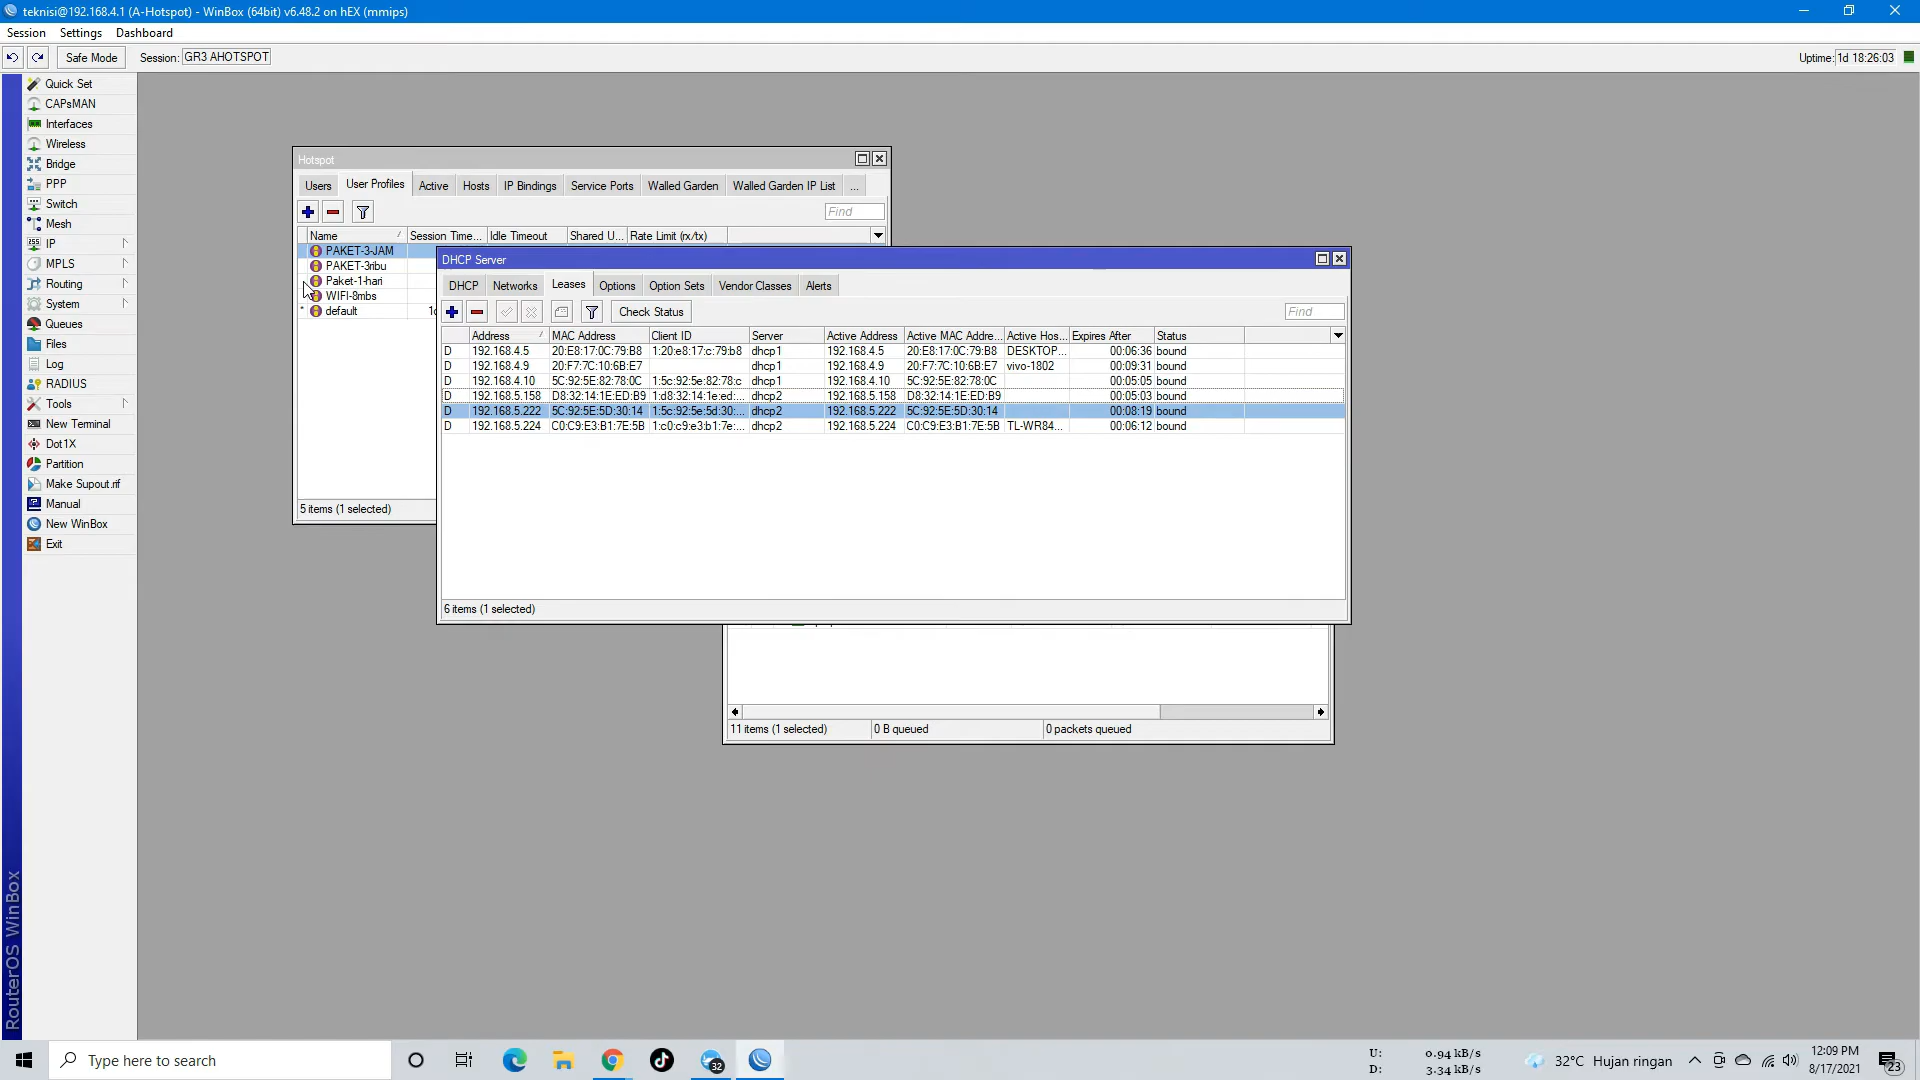 teknisi@192.168.4.1 (A-Hotspot) - WinBox (64bit) v6.48.2 on hEX (mmips)
Session Settings Dashboard
Safe Mode Session: GR3 AHOTSPOT Uptime: 1d 18:26:03
Quick Set
CAPsMAN
Interfaces
Wireless
Bridge
PPP
Switch
Mesh
IP
MPLS
Routing
System
Queues
Files
Log
RADIUS
Tools
New Terminal
Dot1X
Partition
Make Supout.rif
Manual
New WinBox
Exit
RouterOS WinBox
Hotspot
Users User Profiles Active Hosts IP Bindings Service Ports Walled Garden Walled Garden IP List ...
Find
Name Session Time... Idle Timeout Shared U... Rate Limit (rx/tx)
PAKET-3-JAM
PAKET-3ribu
Paket-1-hari
WIFI-8mbs
* default
5 items (1 selected)
DHCP Server
DHCP Networks Leases Options Option Sets Vendor Classes Alerts
Check Status Find
Address MAC Address Client ID Server Active Address Active MAC Addre... Active Hos... Expires After Status
D 192.168.4.5 20:E8:17:0C:79:B8 1:20:e8:17:c:79:b8 dhcp1 192.168.4.5 20:E8:17:0C:79:B8 DESKTOP... 00:06:36 bound
D 192.168.4.9 20:F7:7C:10:6B:E7 dhcp1 192.168.4.9 20:F7:7C:10:6B:E7 vivo-1802 00:09:31 bound
D 192.168.4.10 5C:92:5E:82:78:0C 1:5c:92:5e:82:78:c dhcp1 192.168.4.10 5C:92:5E:82:78:0C 00:05:05 bound
D 192.168.5.158 D8:32:14:1E:ED:B9 1:d8:32:14:1e:ed:... dhcp2 192.168.5.158 D8:32:14:1E:ED:B9 00:05:03 bound
D 192.168.5.222 5C:92:5E:5D:30:14 1:5c:92:5e:5d:30:... dhcp2 192.168.5.222 5C:92:5E:5D:30:14 00:08:19 bound
D 192.168.5.224 C0:C9:E3:B1:7E:5B 1:c0:c9:e3:b1:7e:... dhcp2 192.168.5.224 C0:C9:E3:B1:7E:5B TL-WR84... 00:06:12 bound
6 items (1 selected)
11 items (1 selected) 0 B queued 0 packets queued
Type here to search
32
U: 0.94 kB/s
D: 3.34 kB/s
32°C Hujan ringan
12:09 PM
8/17/2021
23